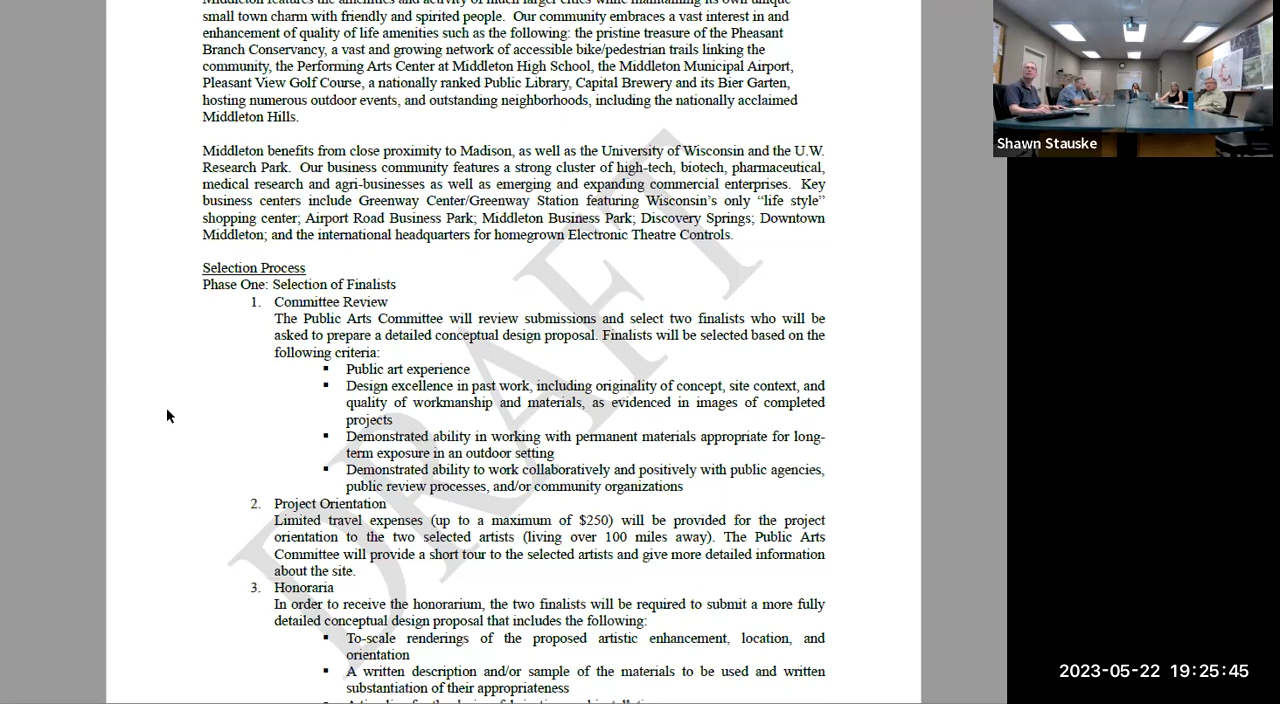 Middleton features the amenities and activity of much larger cities while maintaining its own unique
small town charm with friendly and spirited people.  Our community embraces a vast interest in and
enhancement of quality of life amenities such as the following: the pristine treasure of the Pheasant
Branch Conservancy, a vast and growing network of accessible bike/pedestrian trails linking the
community, the Performing Arts Center at Middleton High School, the Middleton Municipal Airport,
Pleasant View Golf Course, a nationally ranked Public Library, Capital Brewery and its Bier Garten,
hosting numerous outdoor events, and outstanding neighborhoods, including the nationally acclaimed
Middleton Hills.
Middleton benefits from close proximity to Madison, as well as the University of Wisconsin and the U.W.
Research Park.  Our business community features a strong cluster of high-tech, biotech, pharmaceutical,
medical research and agri-businesses as well as emerging and expanding commercial enterprises.  Key
business centers include Greenway Center/Greenway Station featuring Wisconsin’s only “life style”
shopping center; Airport Road Business Park; Middleton Business Park; Discovery Springs; Downtown
Middleton; and the international headquarters for homegrown Electronic Theatre Controls.
Selection Process
Phase One: Selection of Finalists
1. Committee Review
The Public Arts Committee will review submissions and select two finalists who will be
asked to prepare a detailed conceptual design proposal. Finalists will be selected based on the
following criteria:
▪ Public art experience
▪ Design excellence in past work, including originality of concept, site context, and
quality of workmanship and materials, as evidenced in images of completed
projects
▪ Demonstrated ability in working with permanent materials appropriate for long-
term exposure in an outdoor setting
▪ Demonstrated ability to work collaboratively and positively with public agencies,
public review processes, and/or community organizations
2. Project Orientation
Limited travel expenses (up to a maximum of $250) will be provided for the project
orientation to the two selected artists (living over 100 miles away). The Public Arts
Committee will provide a short tour to the selected artists and give more detailed information
about the site.
3. Honoraria
In order to receive the honorarium, the two finalists will be required to submit a more fully
detailed conceptual design proposal that includes the following:
▪ To-scale renderings of the proposed artistic enhancement, location, and
orientation
▪ A written description and/or sample of the materials to be used and written
substantiation of their appropriateness
DRAFT
Shawn Stauske
2023-05-22 19:25:45